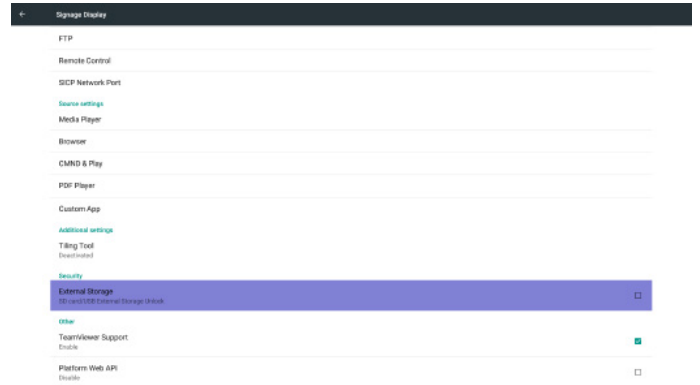 Signage Display
FTP
Remote Control
SICP Network Port
Source settings
Media Player
Browser
CMND & Play
PDF Player
Custom App
Additional settings
Tiling Tool
Deactivated
Security
External Storage
SD card/USB External Storage Unlock
Other
TeamViewer Support
Enable
Platform Web API
Disable